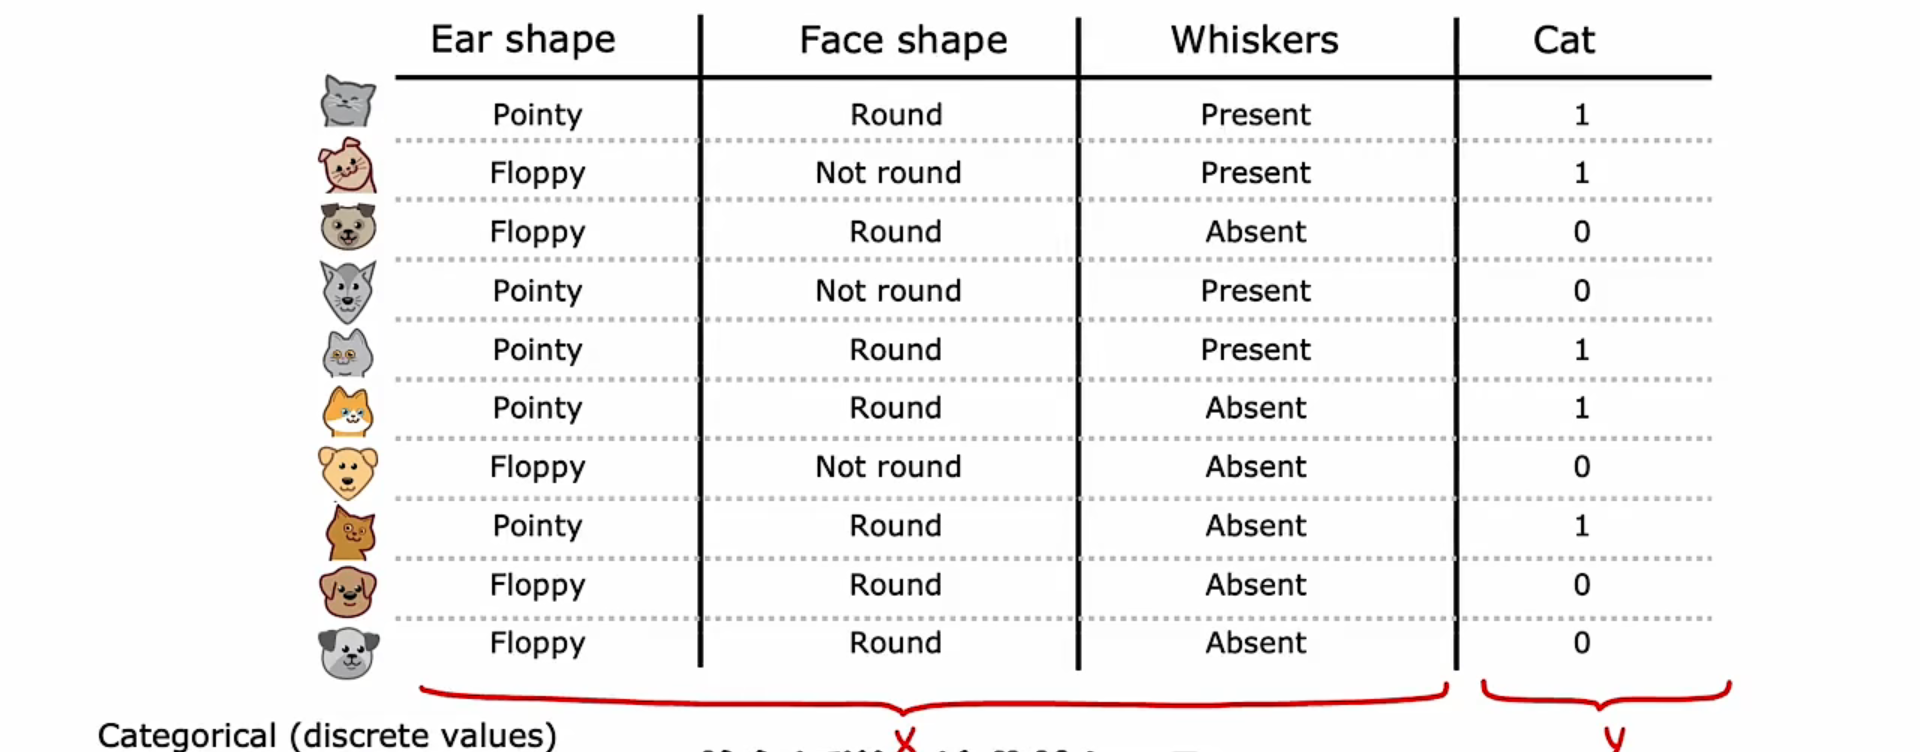 Ear shape Face shape Whiskers Cat
Pointy Round Present 1
Floppy Not round Present 1
Floppy Round Absent 0
Pointy Not round Present 0
Pointy Round Present 1
Pointy Round Absent 1
Floppy Not round Absent 0
Pointy Round Absent 1
Floppy Round Absent 0
Floppy Round Absent 0
Categorical (discrete values) X y